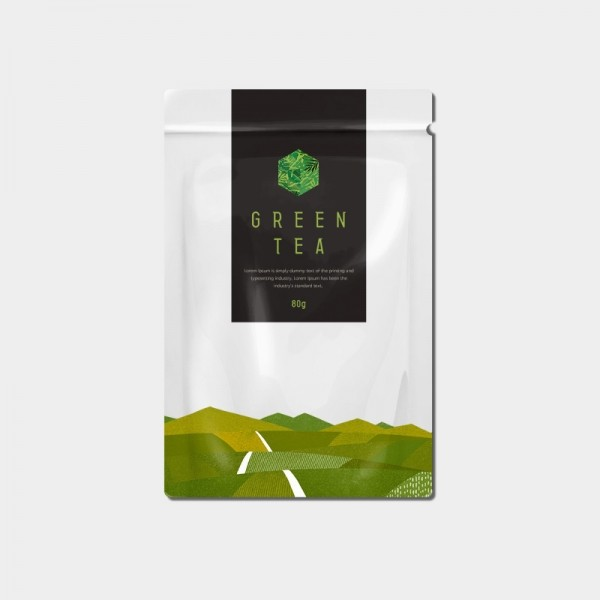 GREEN
TEA
Lorem Ipsum is simply dummy text of the printing and
typesetting industry. Lorem Ipsum has been the
industry's standard text.
80g